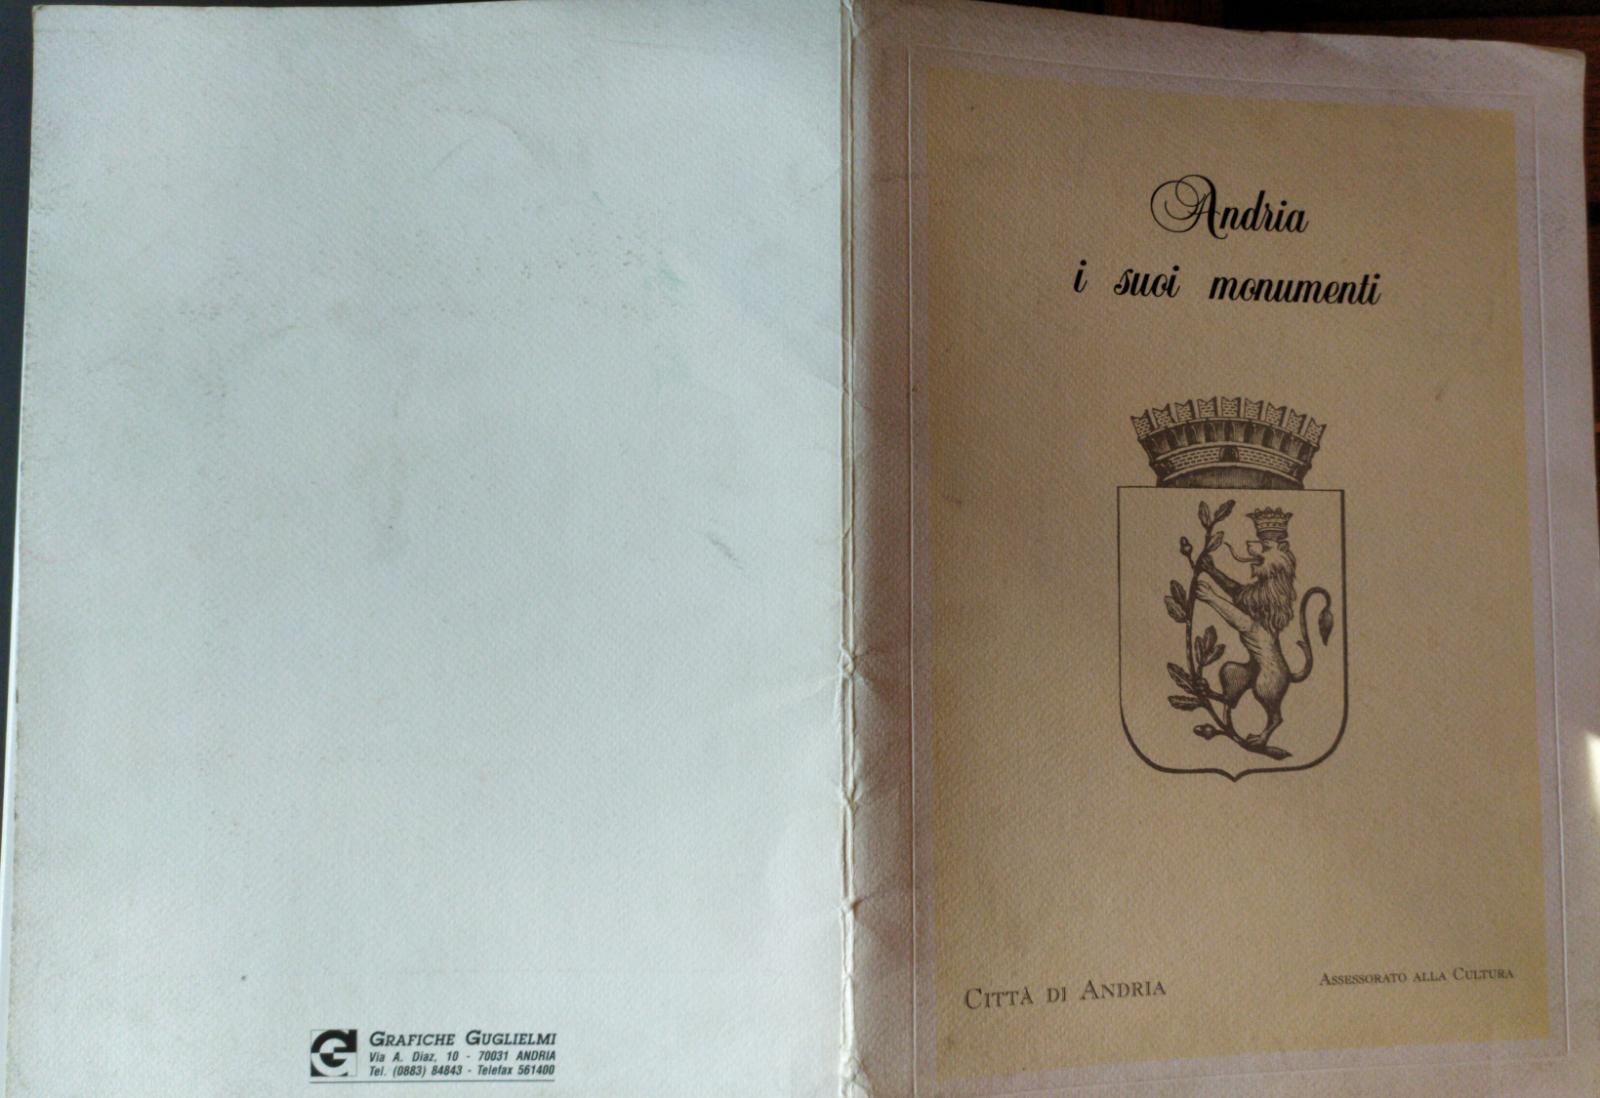 Andria
i suoi monumenti
Città di Andria
Assessorato alla Cultura
Grafiche Guglielmi
Via A. Diaz, 10 - 70031 ANDRIA
Tel. (0883) 84843 - Telefax 561400